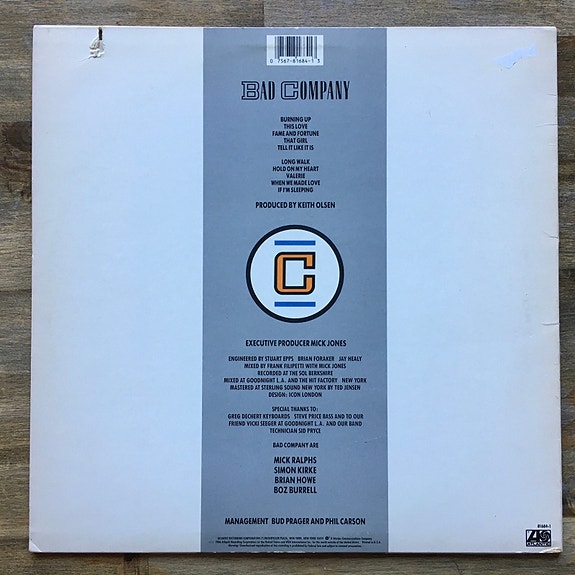 0 7567-81684-1 3
BAD COMPANY
BURNING UP
THIS LOVE
FAME AND FORTUNE
THAT GIRL
TELL IT LIKE IT IS
LONG WALK
HOLD ON MY HEART
VALERIE
WHEN WE MADE LOVE
IF I'M SLEEPING
PRODUCED BY KEITH OLSEN
C
EXECUTIVE PRODUCER MICK JONES
ENGINEERED BY STUART EPPS BRIAN FORAKER JAY HEALY
MIXED BY FRANK FILIPETTI WITH MICK JONES
RECORDED AT THE SOL BERKSHIRE
MIXED AT GOODNIGHT L.A. AND THE HIT FACTORY NEW YORK
MASTERED AT STERLING SOUND NEW YORK BY TED JENSEN
DESIGN: ICON LONDON
SPECIAL THANKS TO:
GREG DECHERT KEYBOARDS STEVE PRICE BASS AND TO OUR
FRIEND VICKI SEEGER AT GOODNIGHT L.A. AND OUR BAND
TECHNICIAN SID PRYCE
BAD COMPANY ARE
MICK RALPHS
SIMON KIRKE
BRIAN HOWE
BOZ BURRELL
MANAGEMENT BUD PRAGER AND PHIL CARSON
81684-1
ATLANTIC